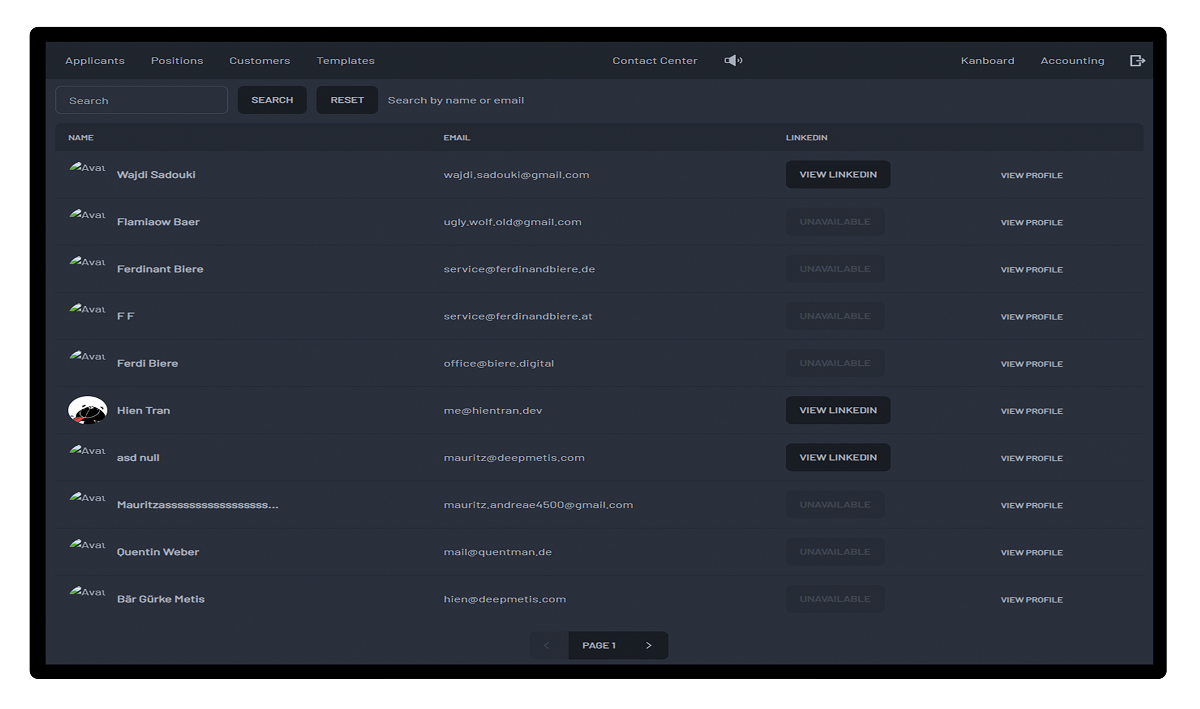 Applicants Positions Customers Templates Contact Center Kanboard Accounting
Search SEARCH RESET Search by name or email
NAME EMAIL LINKEDIN
Avat Wajdi Sadouki wajdi.sadouki@gmail.com VIEW LINKEDIN VIEW PROFILE
Avat Flamlaow Baer ugly.wolf.old@gmail.com UNAVAILABLE VIEW PROFILE
Avat Ferdinant Biere service@ferdinandbiere.de UNAVAILABLE VIEW PROFILE
Avat F F service@ferdinandbiere.at UNAVAILABLE VIEW PROFILE
Avat Ferdi Biere office@biere.digital UNAVAILABLE VIEW PROFILE
Hien Tran me@hientran.dev VIEW LINKEDIN VIEW PROFILE
Avat asd null mauritz@deepmetis.com VIEW LINKEDIN VIEW PROFILE
Avat Mauritzassssssssssssssssss... mauritz.andreae4500@gmail.com UNAVAILABLE VIEW PROFILE
Avat Quentin Weber mail@quentman.de UNAVAILABLE VIEW PROFILE
Avat Bär Gürke Metis hien@deepmetis.com UNAVAILABLE VIEW PROFILE
< PAGE 1 >